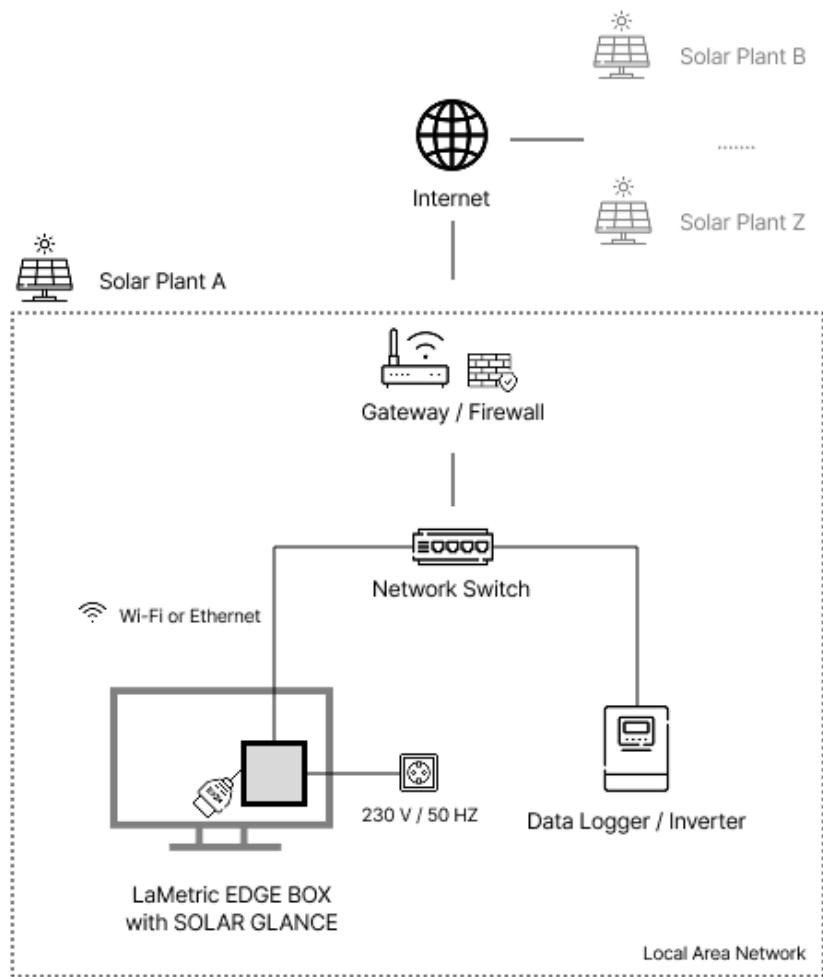 Solar Plant B
Internet
........
Solar Plant Z
Solar Plant A
Gateway / Firewall
Network Switch
Wi-Fi or Ethernet
230 V / 50 HZ
Data Logger / Inverter
LaMetric EDGE BOX
with SOLAR GLANCE
Local Area Network